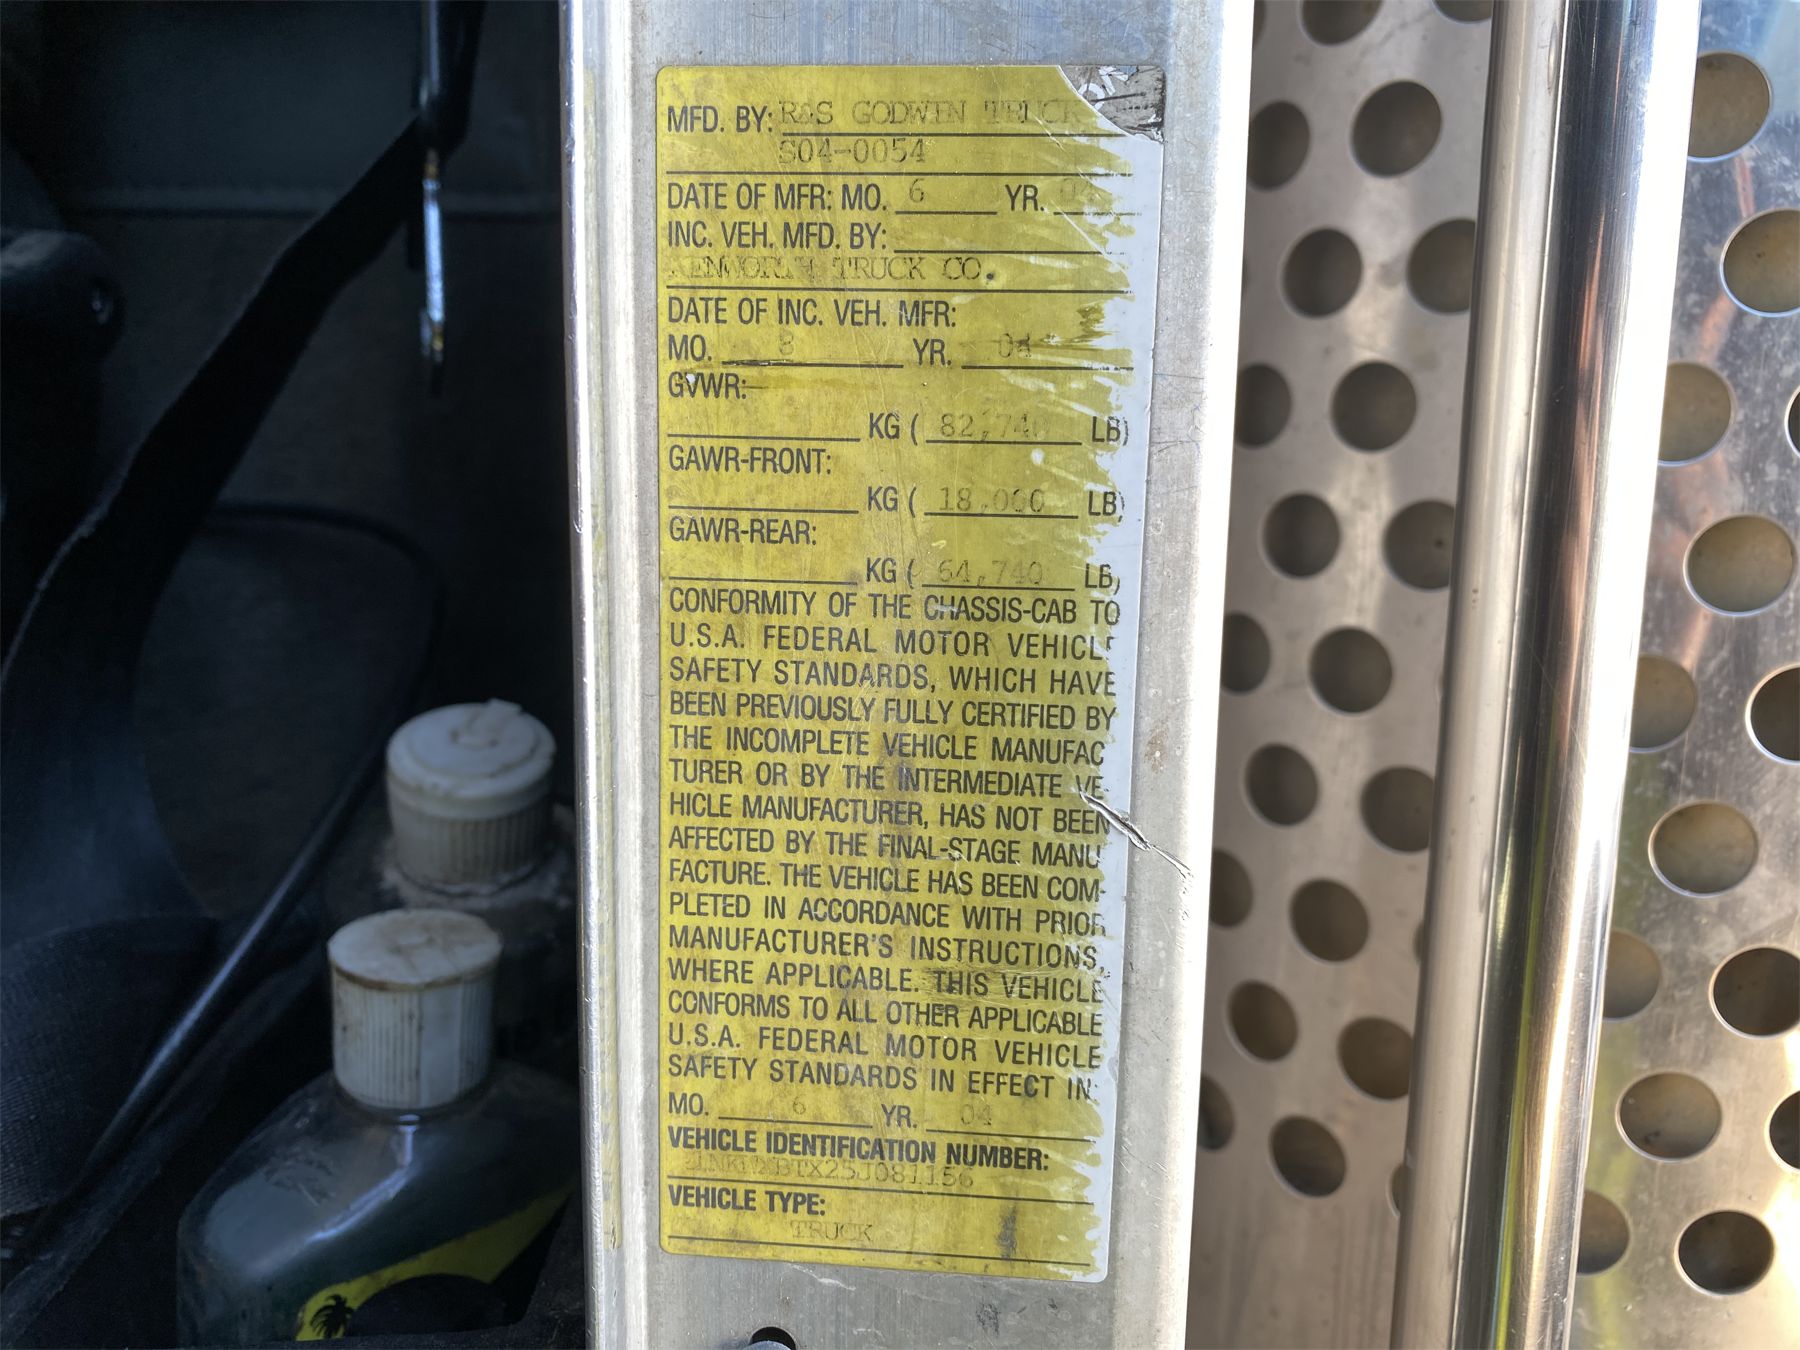 MFD. BY: R&S GODWIN TRUCK
S04-0054
DATE OF MFR: MO. 6 YR.
INC. VEH. MFD. BY:
KENWORTH TRUCK CO.
DATE OF INC. VEH. MFR:
MO. 8 YR. 04
GVWR:
KG ( 82,740 LB)
GAWR-FRONT:
KG ( 18,000 LB)
GAWR-REAR:
KG ( 64,740 LB)
CONFORMITY OF THE CHASSIS-CAB TO
U.S.A. FEDERAL MOTOR VEHICLE
SAFETY STANDARDS, WHICH HAVE
BEEN PREVIOUSLY FULLY CERTIFIED BY
THE INCOMPLETE VEHICLE MANUFAC
TURER OR BY THE INTERMEDIATE VE-
HICLE MANUFACTURER, HAS NOT BEEN
AFFECTED BY THE FINAL-STAGE MANU
FACTURE. THE VEHICLE HAS BEEN COM-
PLETED IN ACCORDANCE WITH PRIOR
MANUFACTURER'S INSTRUCTIONS,
WHERE APPLICABLE. THIS VEHICLE
CONFORMS TO ALL OTHER APPLICABLE
U.S.A. FEDERAL MOTOR VEHICLE
SAFETY STANDARDS IN EFFECT IN:
MO. 6 YR. 04
VEHICLE IDENTIFICATION NUMBER:
VEHICLE TYPE:
TRUCK